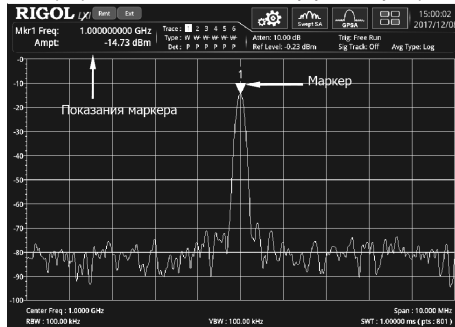 RIGOL LXI Rmt Ext
Mkr1 Freq: 1.000000000 GHz
Ampt: -14.73 dBm
Trace: 1 2 3 4 5 6
Type: W W W W W W
Det: P P P P P P
Swept SA
GPSA
15:00:02
2017/12/0
Atten: 10.00 dB
Ref Level: -0.23 dBm
Trig: Free Run
Sig Track: Off Avg Type: Log
-0
1
Маркер
-10
Показания маркера
-20
-30
-40
-50
-60
-70
-80
-90
-100
Center Freq : 1.0000 GHz
Span : 10.000 MHz
RBW : 100.00 kHz
VBW : 100.00 kHz
SWT : 1.00000 ms ( pts : 801 )